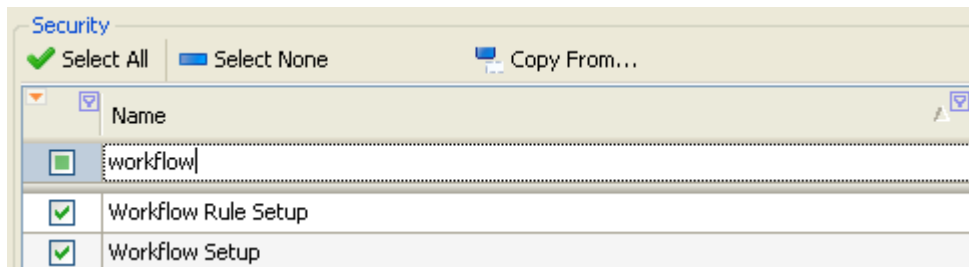 Security
Select All Select None Copy From...
Name
workflow
Workflow Rule Setup
Workflow Setup